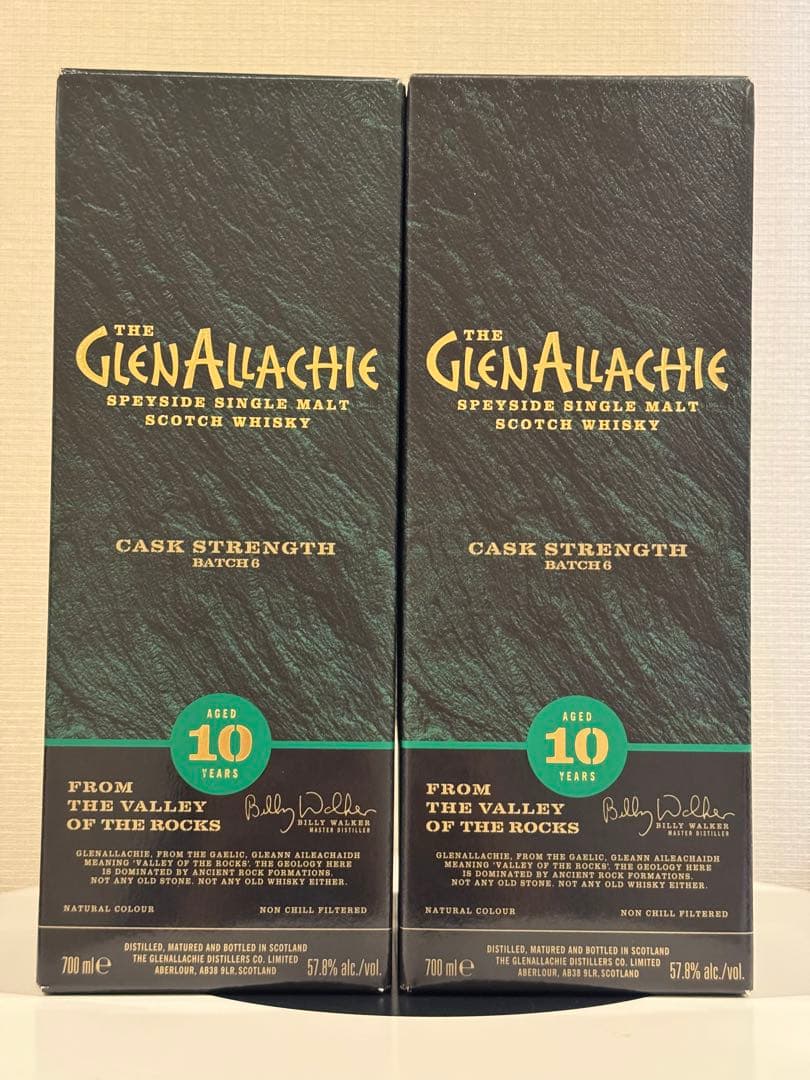 THE
GLENALLACHIE
SPEYSIDE SINGLE MALT
SCOTCH WHISKY
CASK STRENGTH
BATCH 6
AGED
10
YEARS
FROM
THE VALLEY
OF THE ROCKS
Billy Walker
BILLY WALKER
MASTER DISTILLER
GLENALLACHIE, FROM THE GAELIC, GLEANN AILEACHAIDH
MEANING 'VALLEY OF THE ROCKS'. THE GEOLOGY HERE
IS DOMINATED BY ANCIENT ROCK FORMATIONS.
NOT ANY OLD STONE. NOT ANY OLD WHISKY EITHER.
NATURAL COLOUR
NON CHILL FILTERED
DISTILLED, MATURED AND BOTTLED IN SCOTLAND
THE GLENALLACHIE DISTILLERS CO. LIMITED
ABERLOUR, AB38 9LR, SCOTLAND
700 ml e
57.8% alc./vol.
THE
GLENALLACHIE
SPEYSIDE SINGLE MALT
SCOTCH WHISKY
CASK STRENGTH
BATCH 6
AGED
10
YEARS
FROM
THE VALLEY
OF THE ROCKS
Billy Walker
BILLY WALKER
MASTER DISTILLER
GLENALLACHIE, FROM THE GAELIC, GLEANN AILEACHAIDH
MEANING 'VALLEY OF THE ROCKS'. THE GEOLOGY HERE
IS DOMINATED BY ANCIENT ROCK FORMATIONS.
NOT ANY OLD STONE. NOT ANY OLD WHISKY EITHER.
NATURAL COLOUR
NON CHILL FILTERED
DISTILLED, MATURED AND BOTTLED IN SCOTLAND
THE GLENALLACHIE DISTILLERS CO. LIMITED
ABERLOUR, AB38 9LR, SCOTLAND
700 ml e
57.8% alc./vol.